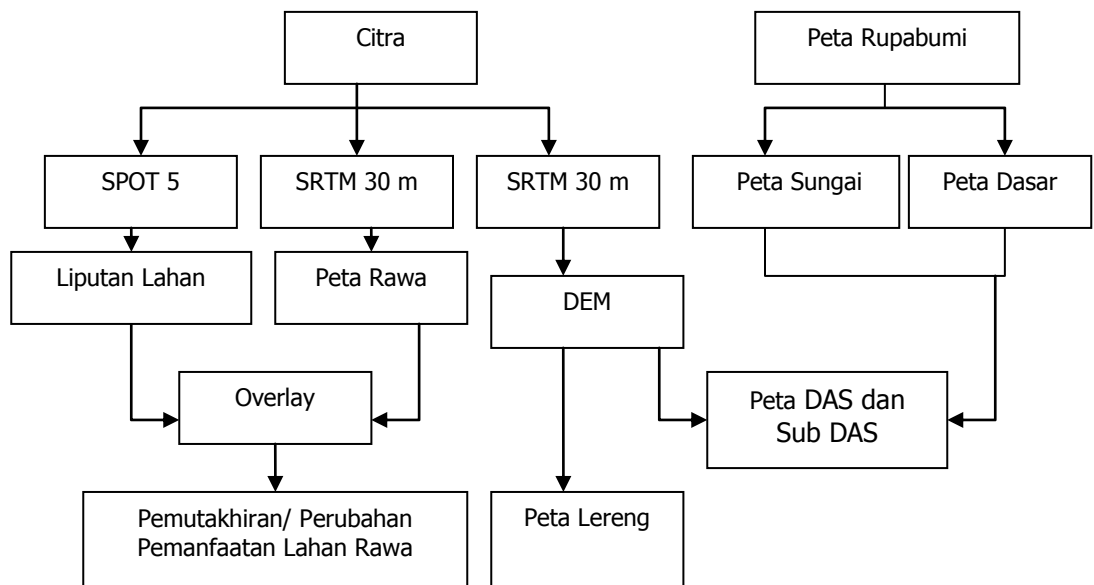 Citra
Peta Rupabumi
SPOT 5
SRTM 30 m
SRTM 30 m
Peta Sungai
Peta Dasar
Liputan Lahan
Peta Rawa
DEM
Overlay
Peta DAS dan
Sub DAS
Pemutakhiran/ Perubahan
Pemanfaatan Lahan Rawa
Peta Lereng